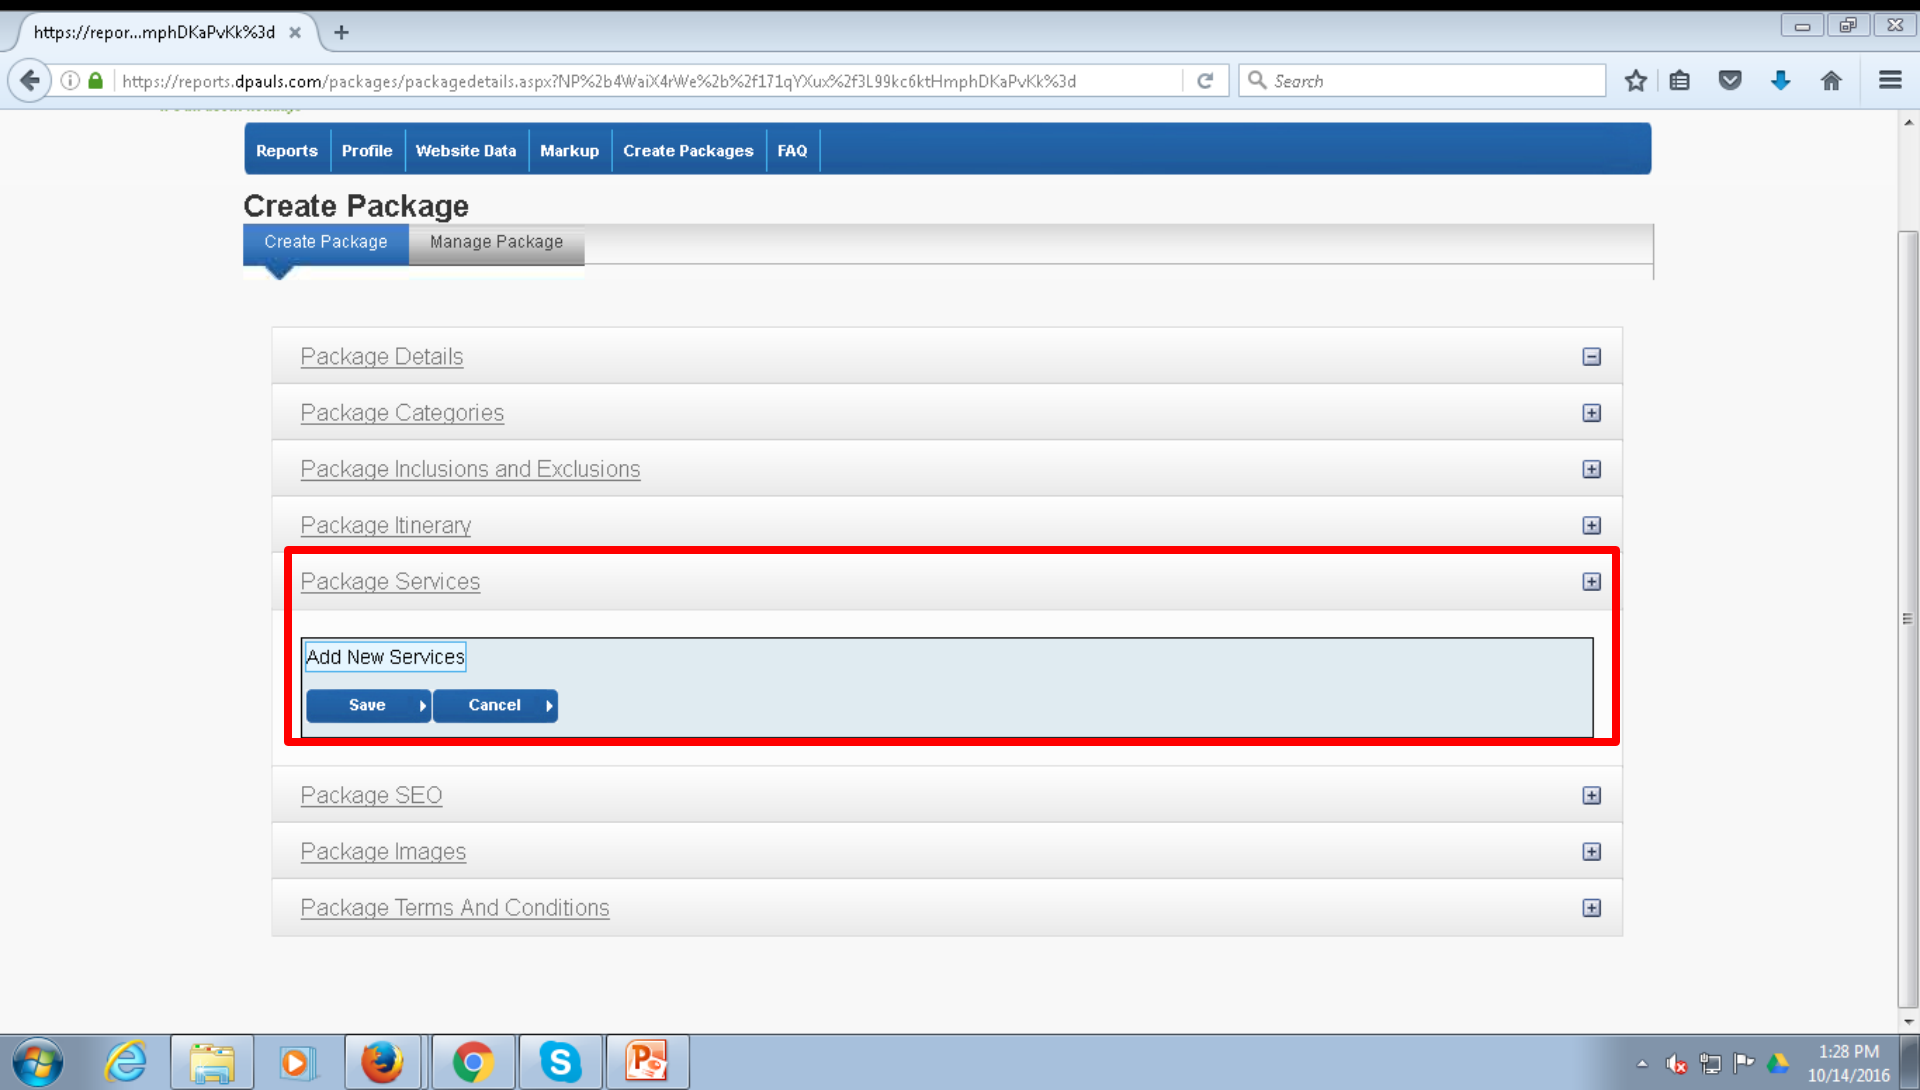 https://repor...mphDKaPvKk%3d
https://reports.dpauls.com/packages/packagedetails.aspx?NP%2b4WaiX4rWe%2b%2f171qYXux%2f3L99kc6ktHmphDKaPvKk%3d
Search
Reports Profile Website Data Markup Create Packages FAQ
Create Package
Create Package Manage Package
Package Details
Package Categories
Package Inclusions and Exclusions
Package Itinerary
Package Services
Add New Services
Save Cancel
Package SEO
Package Images
Package Terms And Conditions
1:28 PM
10/14/2016